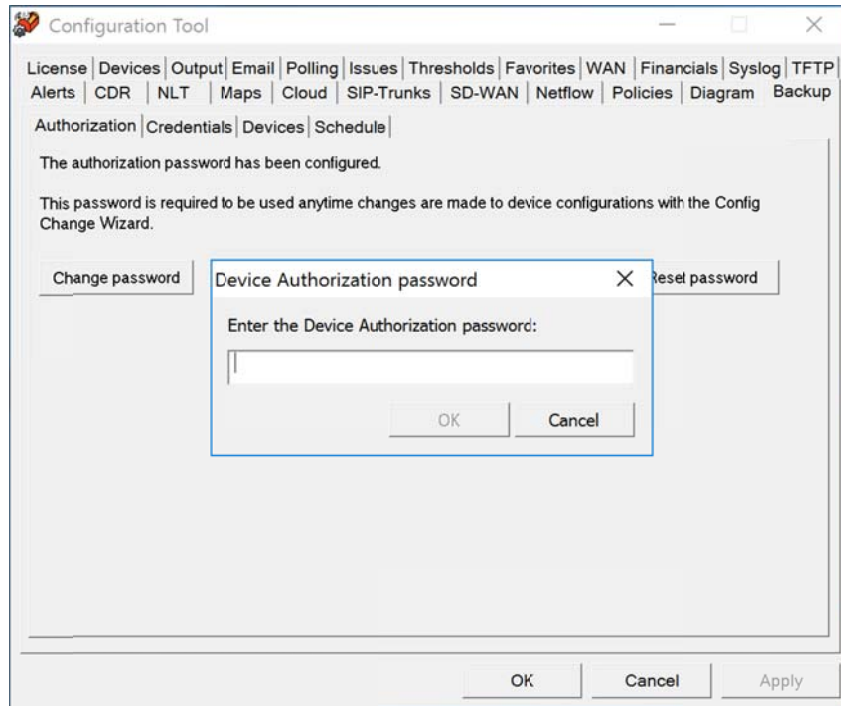 Configuration Tool
License Devices Output Email Polling Issues Thresholds Favorites WAN Financials Syslog TFTP
Alerts CDR NLT Maps Cloud SIP-Trunks SD-WAN Netflow Policies Diagram Backup
Authorization Credentials Devices Schedule
The authorization password has been configured.
This password is required to be used anytime changes are made to device configurations with the Config
Change Wizard.
Change password
Reset password
Device Authorization password
Enter the Device Authorization password:
OK Cancel
OK Cancel Apply